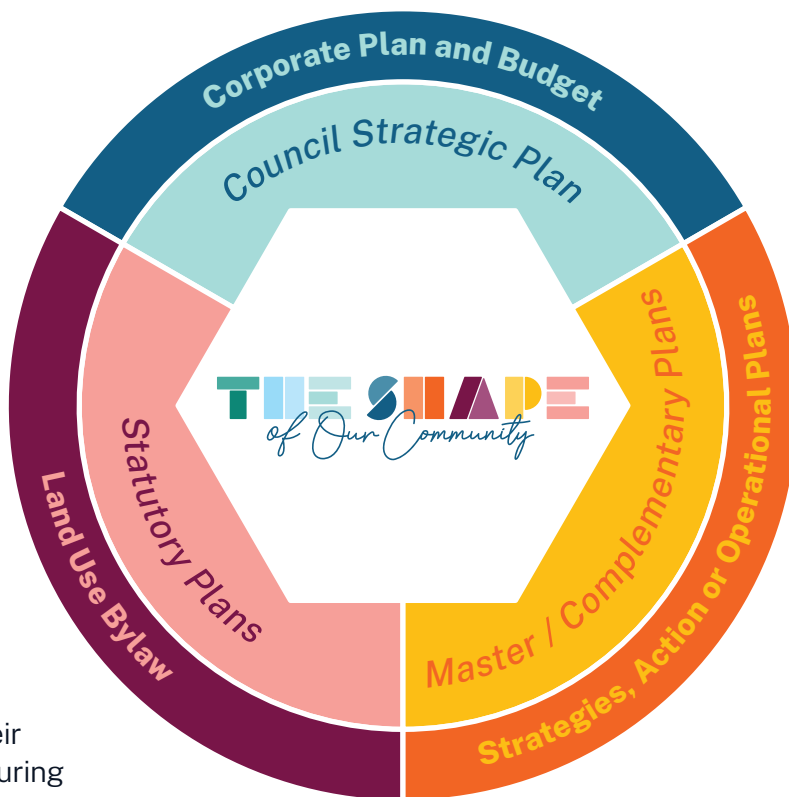 Corporate Plan and Budget
Council Strategic Plan
THE SHAPE
of Our Community
Statutory Plans
Land Use Bylaw
Master / Complementary Plans
Strategies, Action or Operational Plans